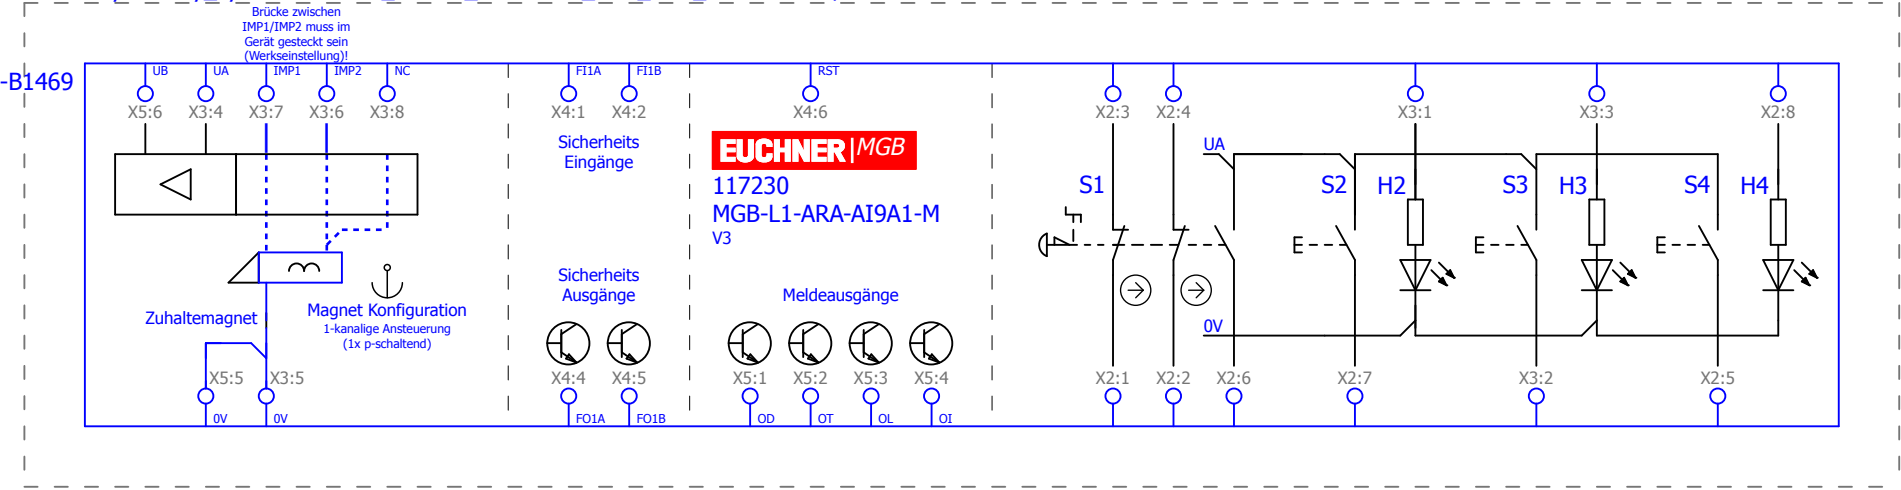 Brücke zwischen
IMP1/IMP2 muss im
Gerät gesteckt sein
(Werkseinstellung)!
-B1469
UB UA IMP1 IMP2 NC FI1A FI1B RST
X5:6 X3:4 X3:7 X3:6 X3:8 X4:1 X4:2 X4:6 X2:3 X2:4 X3:1 X3:3 X2:8
Sicherheits
Eingänge
EUCHNER MGB
117230
MGB-L1-ARA-AI9A1-M
V3
UA
S1 S2 H2 S3 H3 S4 H4
E E E
Sicherheits
Ausgänge
Meldeausgänge
Zuhaltemagnet
Magnet Konfiguration
1-kanalige Ansteuerung
(1x p-schaltend)
0V
X5:5 X3:5 X4:4 X4:5 X5:1 X5:2 X5:3 X5:4 X2:1 X2:2 X2:6 X2:7 X3:2 X2:5
0V 0V FO1A FO1B OD OT OL OI